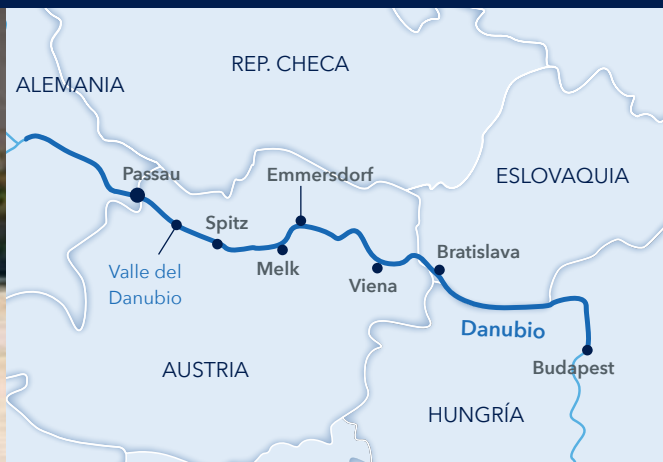 REP. CHECA
ALEMANIA
Passau
Emmersdorf
ESLOVAQUIA
Spitz
Bratislava
Melk
Valle del
Danubio
Viena
Danubio
AUSTRIA
Budapest
HUNGRÍA